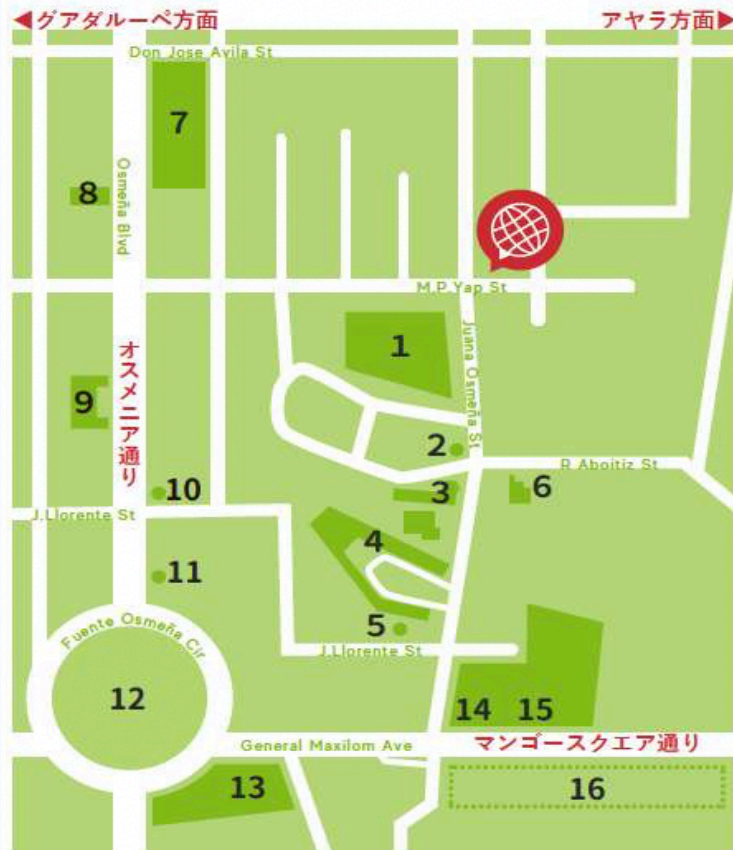 ◀グアダルーペ方面
アヤラ方面▶
Don Jose Avila St
7
8
Osmeña Blvd
M.P.Yap St
1
Juana Osmeña St
オスメニア通り
9
2
R Aboitiz St
3
6
10
J.Llorente St
4
11
5
Fuente Osmeña Cir
J.Llorente St
12
14
15
General Maxilom Ave
マンゴースクエア通り
13
16